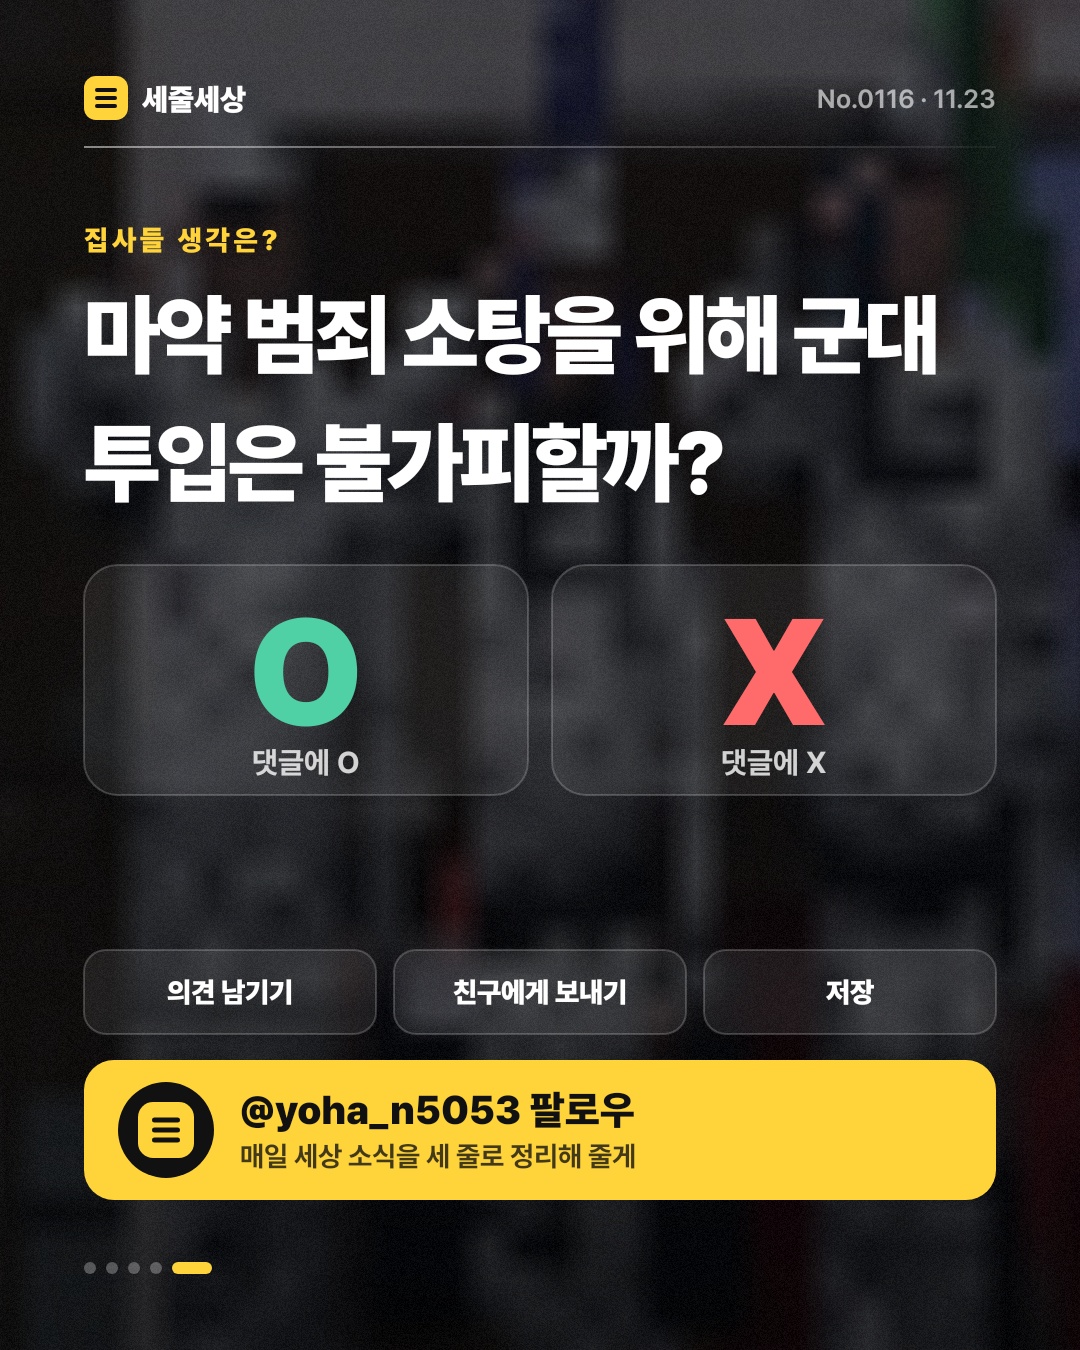 세줄세상
No.0116 · 11.23
집사들 생각은?
마약 범죄 소탕을 위해 군대
투입은 불가피할까?
O
댓글에 O
X
댓글에 X
의견 남기기
친구에게 보내기
저장
@yoha_n5053 팔로우
매일 세상 소식을 세 줄로 정리해 줄게